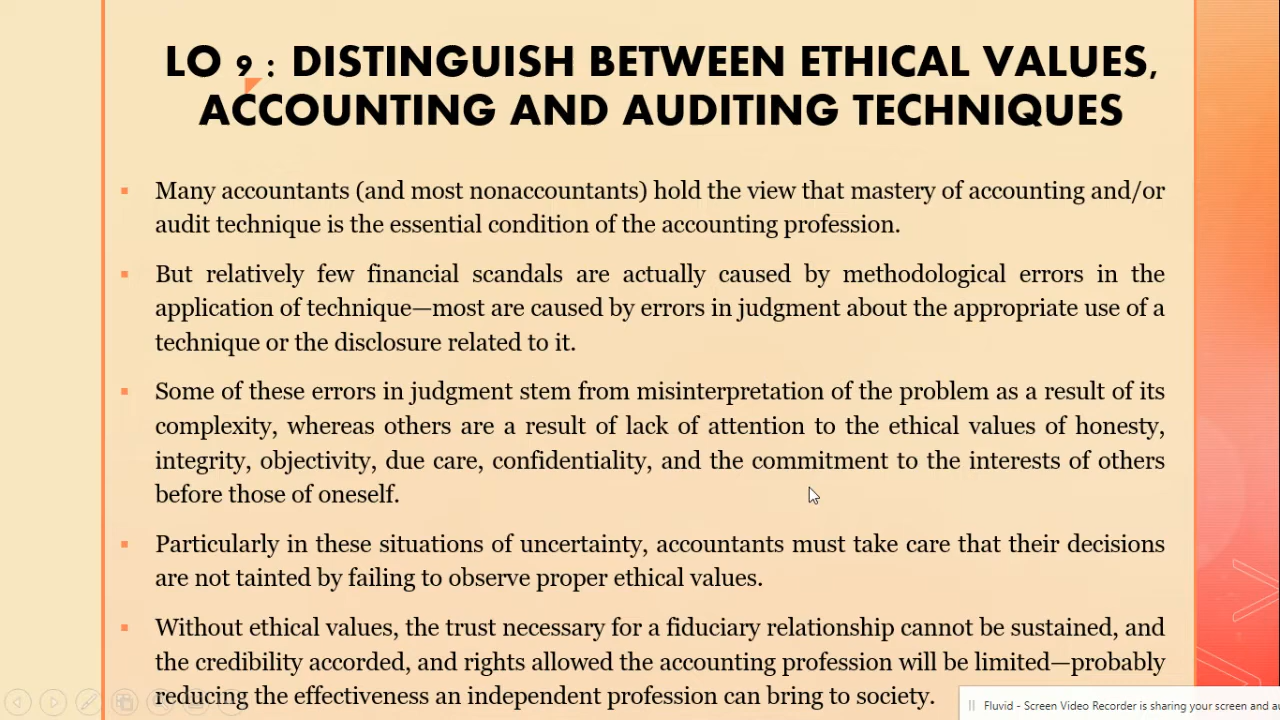 LO 9 : DISTINGUISH BETWEEN ETHICAL VALUES,
ACCOUNTING AND AUDITING TECHNIQUES
Many accountants (and most nonaccountants) hold the view that mastery of accounting and/or
audit technique is the essential condition of the accounting profession.
But relatively few financial scandals are actually caused by methodological errors in the
application of technique—most are caused by errors in judgment about the appropriate use of a
technique or the disclosure related to it.
Some of these errors in judgment stem from misinterpretation of the problem as a result of its
complexity, whereas others are a result of lack of attention to the ethical values of honesty,
integrity, objectivity, due care, confidentiality, and the commitment to the interests of others
before those of oneself.
Particularly in these situations of uncertainty, accountants must take care that their decisions
are not tainted by failing to observe proper ethical values.
Without ethical values, the trust necessary for a fiduciary relationship cannot be sustained, and
the credibility accorded, and rights allowed the accounting profession will be limited—probably
reducing the effectiveness an independent profession can bring to society.
Fluvid - Screen Video Recorder is sharing your screen and